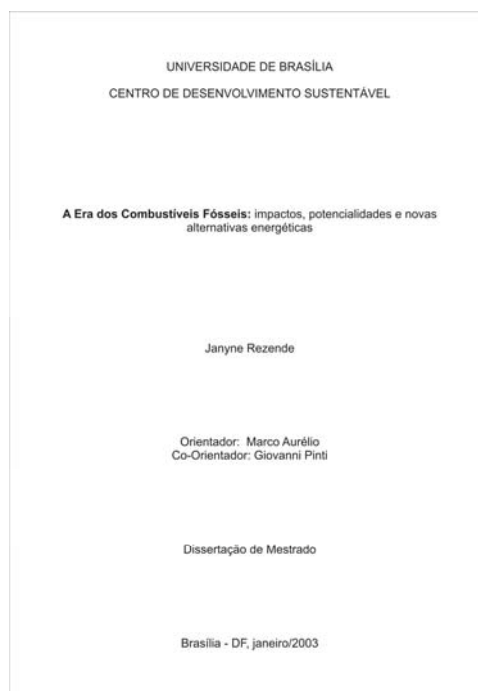 UNIVERSIDADE DE BRASÍLIA
CENTRO DE DESENVOLVIMENTO SUSTENTÁVEL
A Era dos Combustíveis Fósseis: impactos, potencialidades e novas
alternativas energéticas
Janyne Rezende
Orientador: Marco Aurélio
Co-Orientador: Giovanni Pinti
Dissertação de Mestrado
Brasília - DF, janeiro/2003